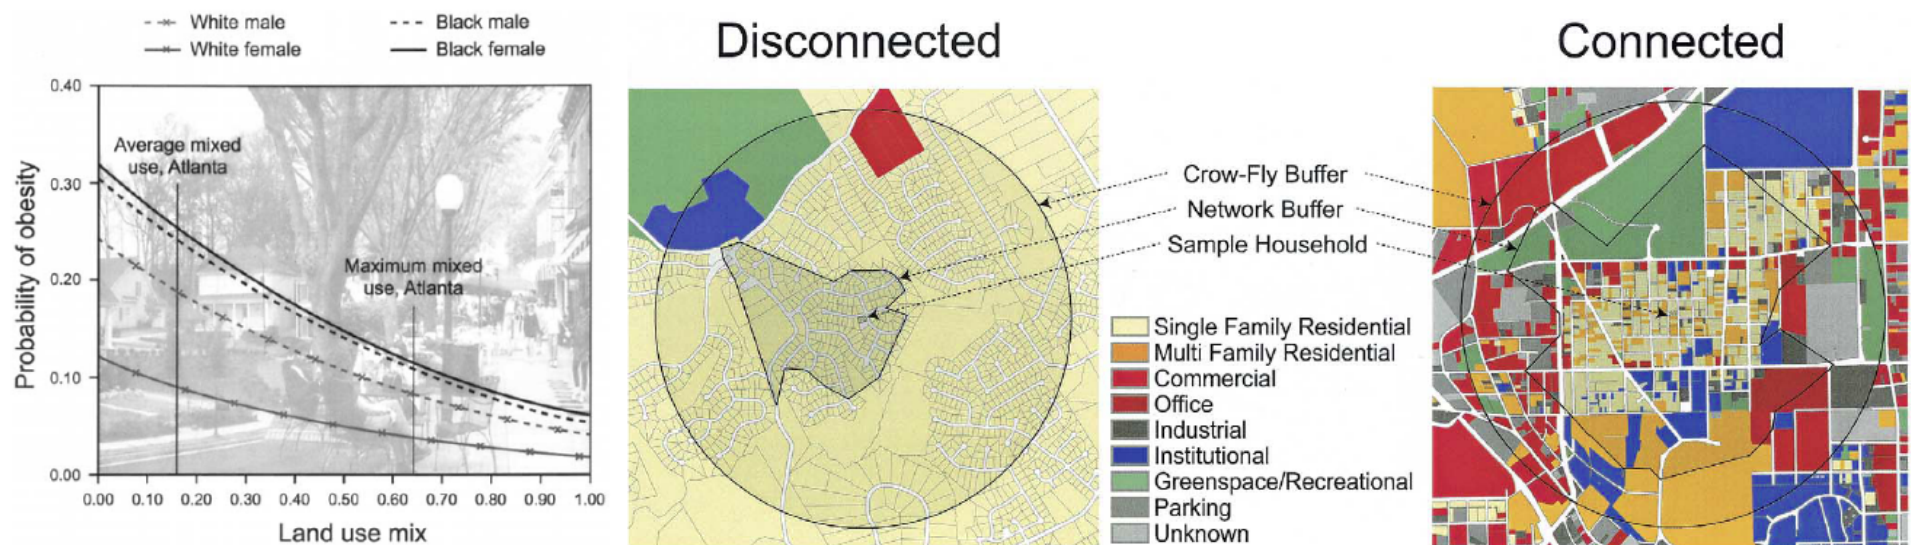 White male
Black male
White female
Black female
0.40
0.30
0.20
0.10
0.00
Probability of obesity
Average mixed
use, Atlanta
Maximum mixed
use, Atlanta
0.00 0.10 0.20 0.30 0.40 0.50 0.60 0.70 0.80 0.90 1.00
Land use mix
Disconnected
Connected
Crow-Fly Buffer
Network Buffer
Sample Household
Single Family Residential
Multi Family Residential
Commercial
Office
Industrial
Institutional
Greenspace/Recreational
Parking
Unknown